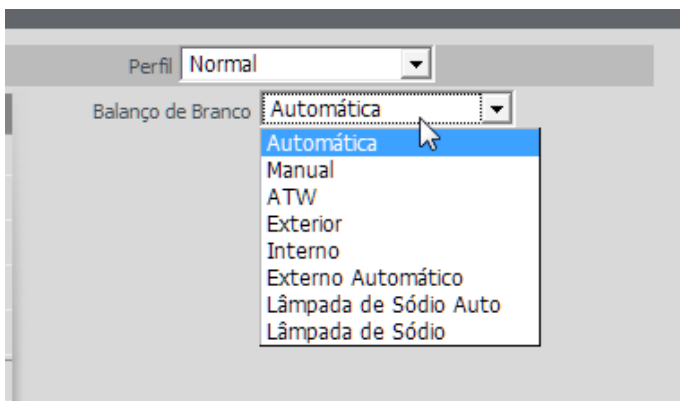 Perfil Normal
Balanço de Branco Automática
Automática
Manual
ATW
Exterior
Interno
Externo Automático
Lâmpada de Sódio Auto
Lâmpada de Sódio